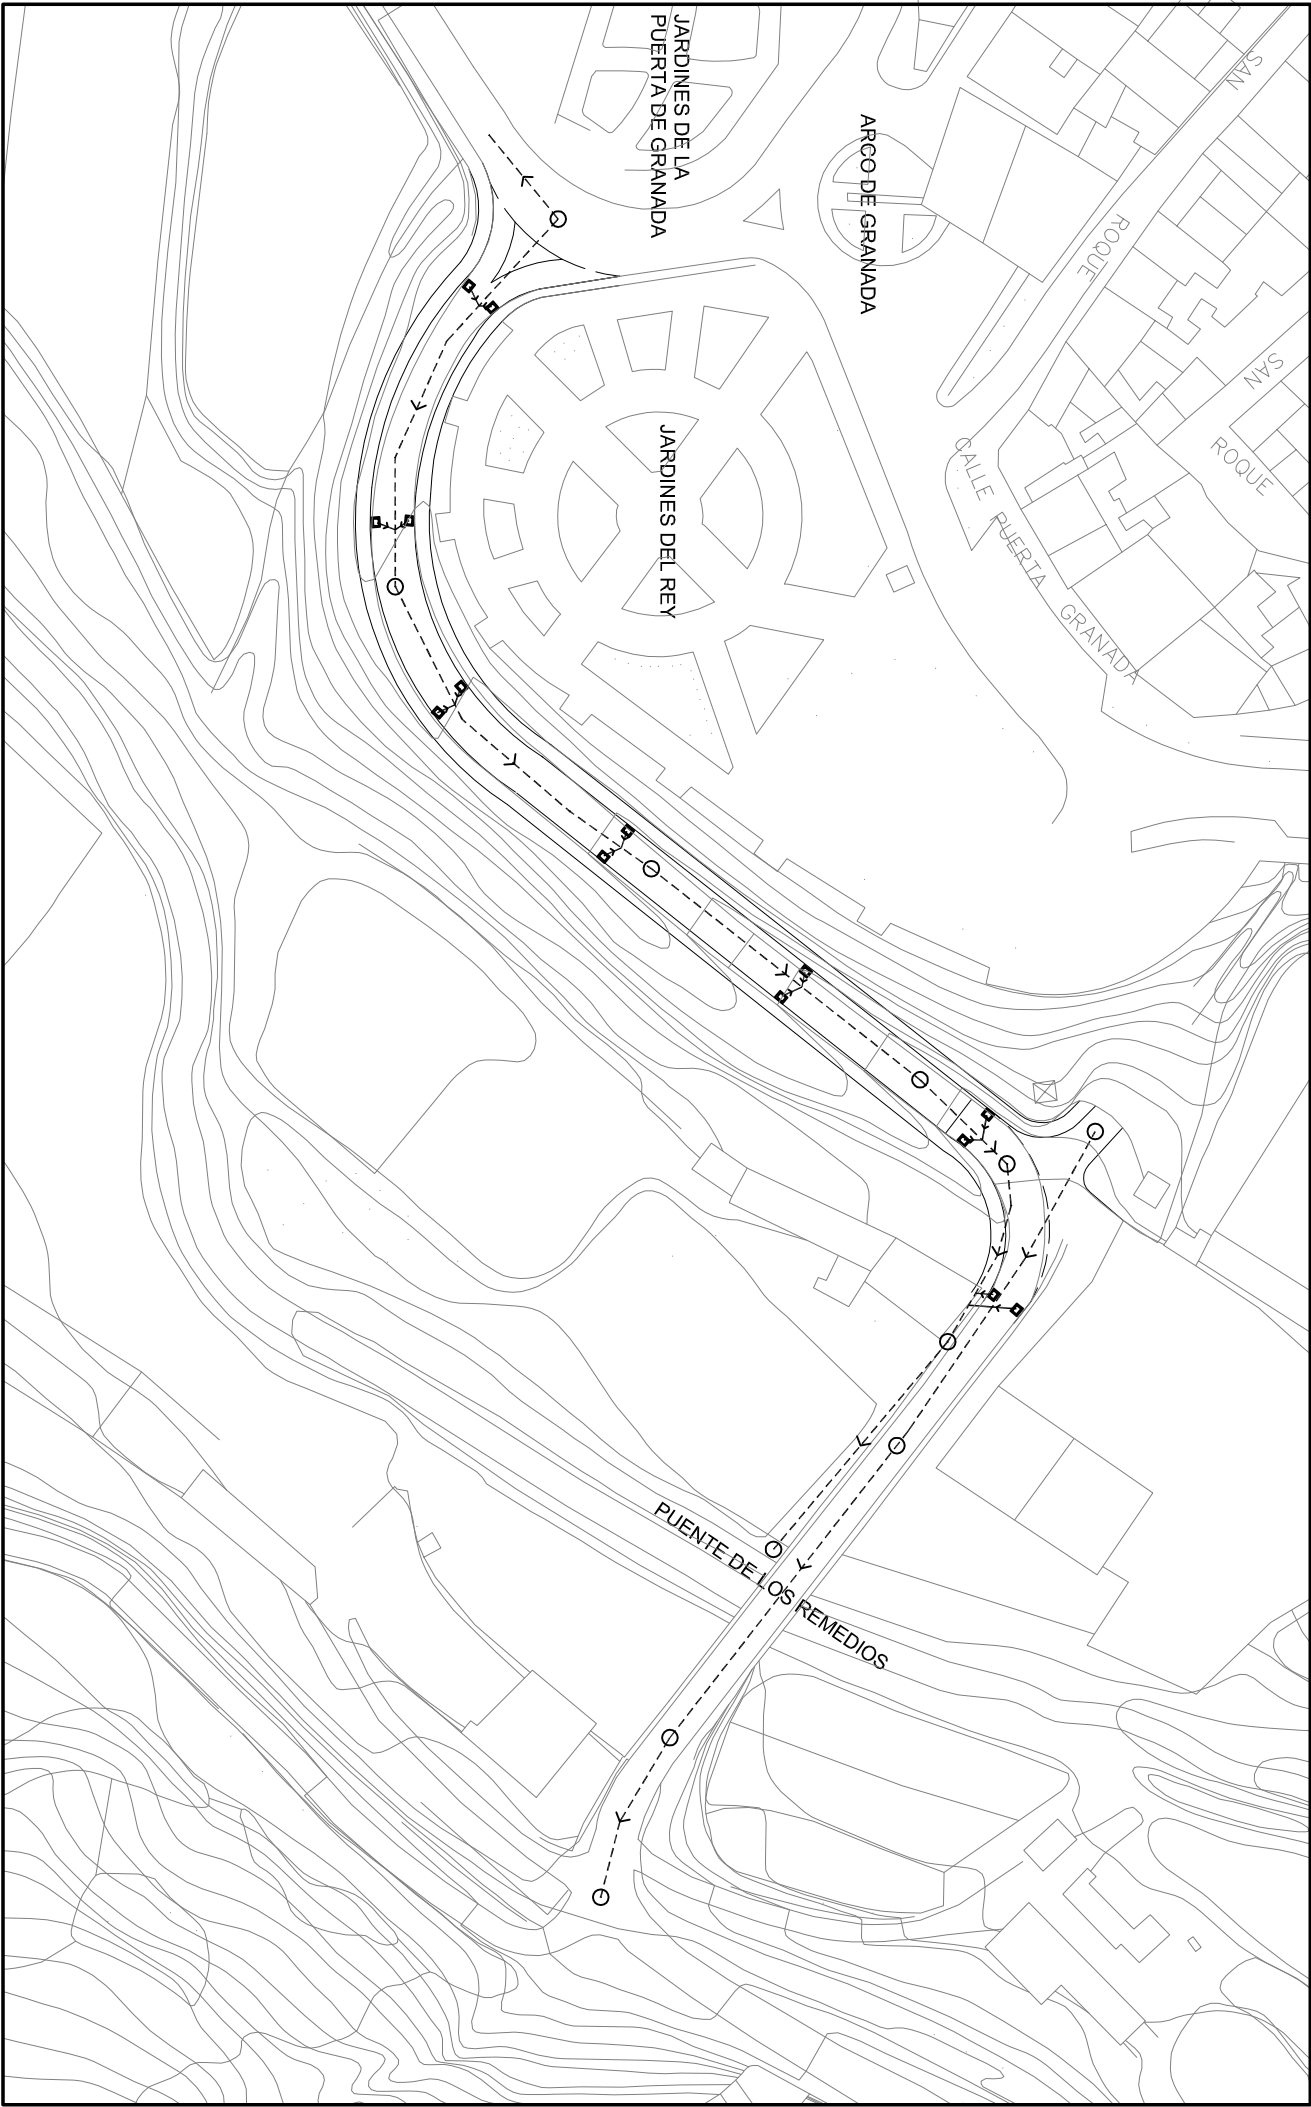 JARDINES DE LA
PUERTA DE GRANADA
ARCO DE GRANADA
SAN
ROQUE
SAN
ROQUE
CALLE PUERTA GRANADA
JARDINES DEL REY
PUENTE DE LOS REMEDIOS